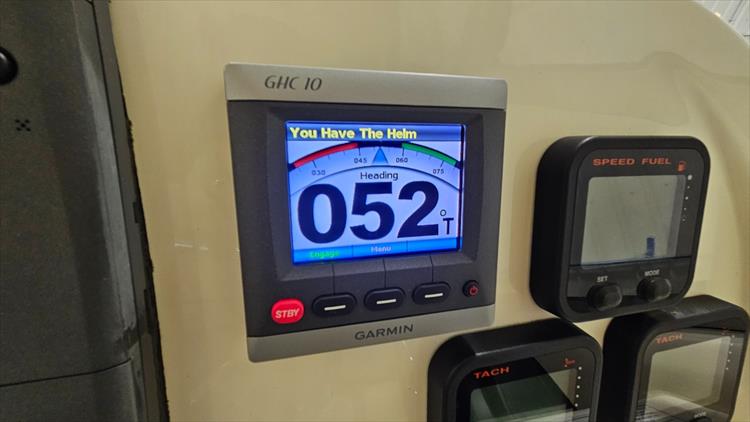 GHC 10
You Have The Helm
030 045 060 075
Heading
052°T
Engage Menu
STBY
GARMIN
SPEED FUEL
SET MODE
TACH
TACH